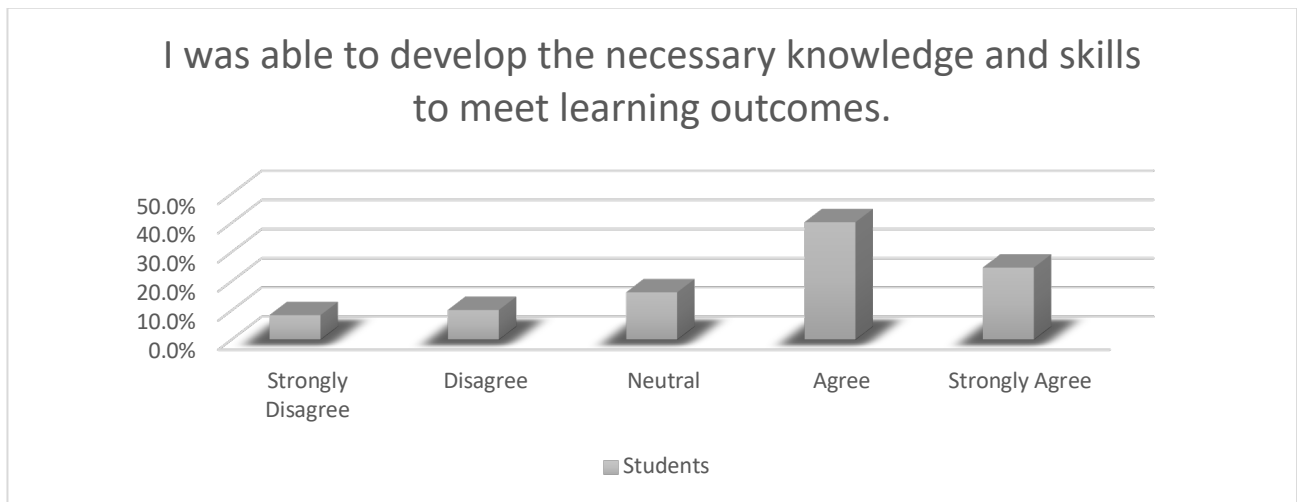 I was able to develop the necessary knowledge and skills
to meet learning outcomes.
50.0%
40.0%
30.0%
20.0%
10.0%
0.0%
Strongly
Disagree
Disagree
Neutral
Agree
Strongly Agree
Students